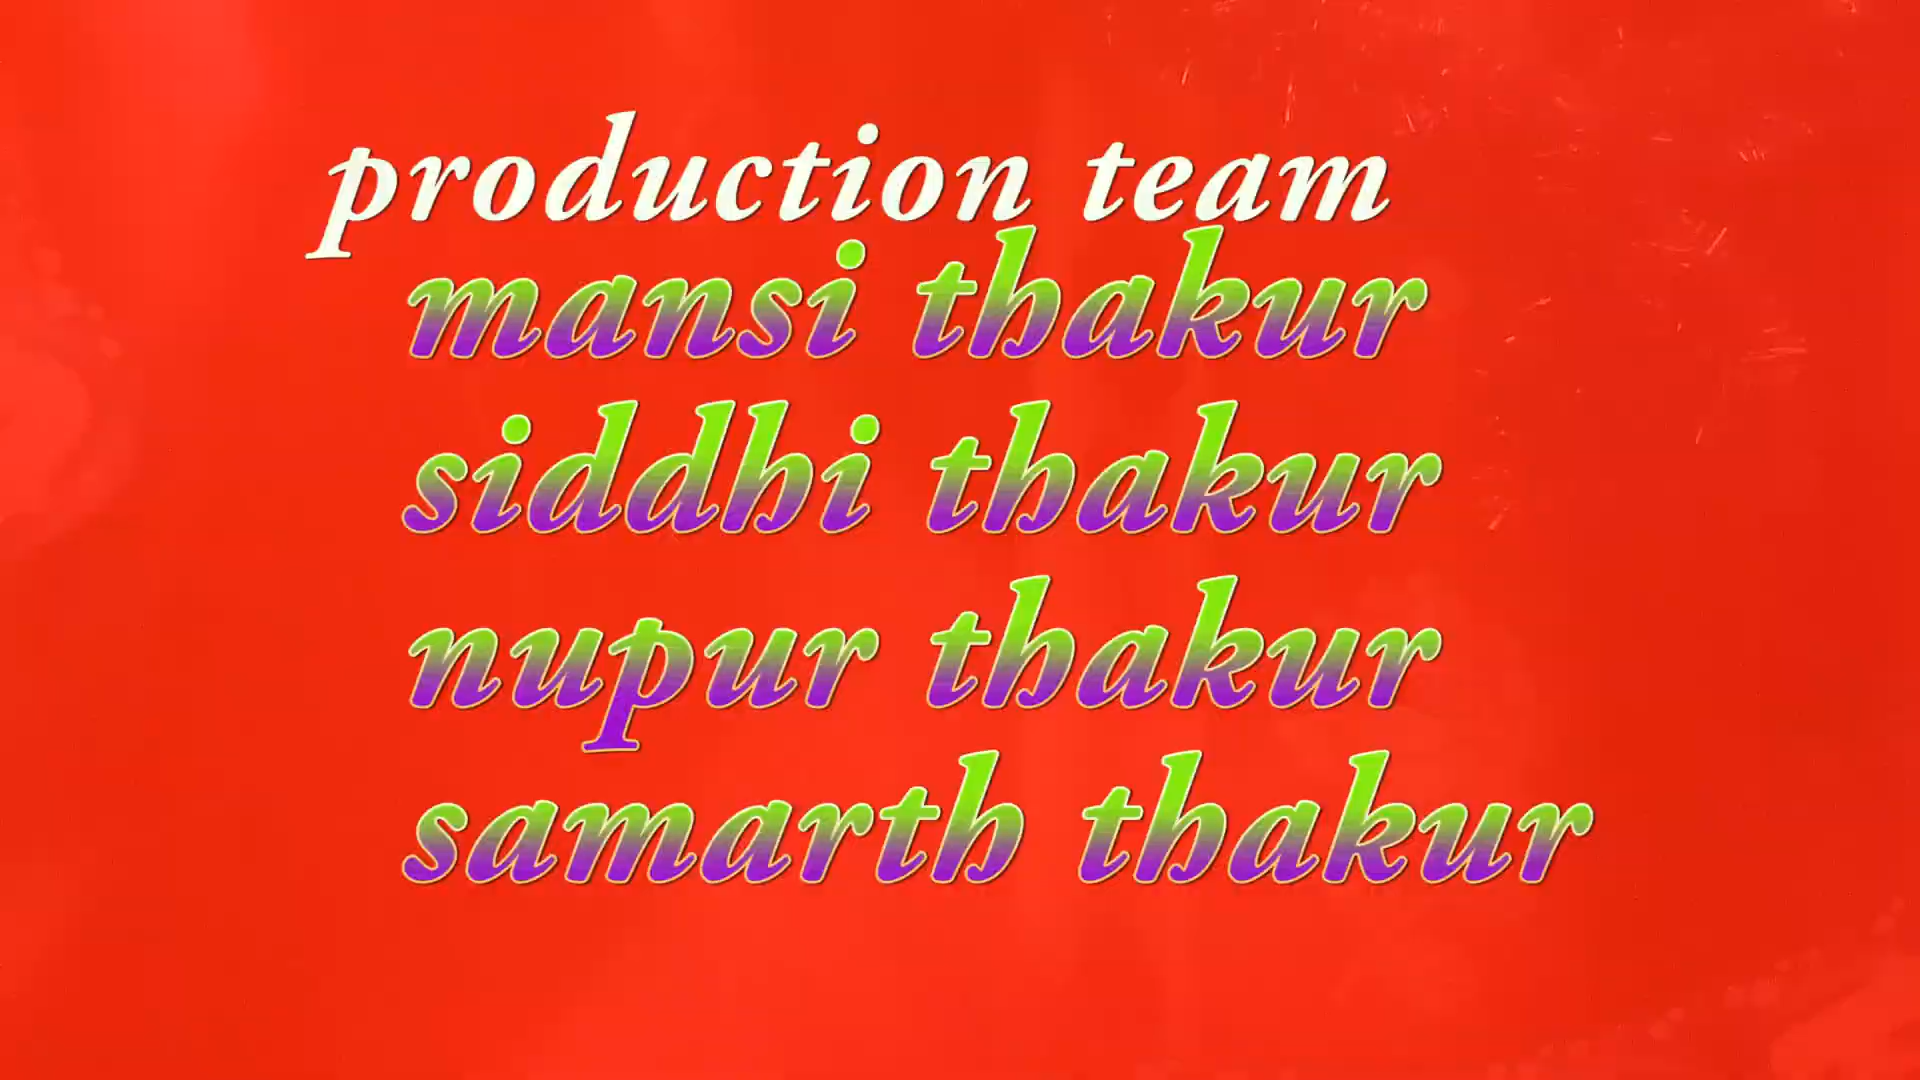 production team
mansi thakur
siddhi thakur
nupur thakur
samarth thakur